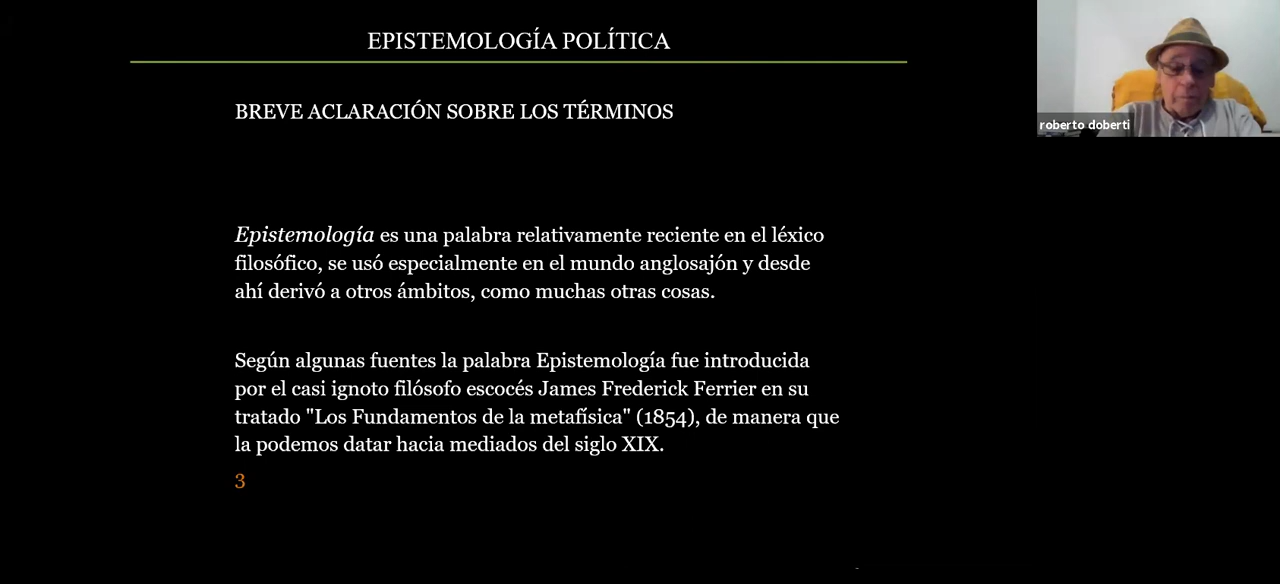 EPISTEMOLOGÍA POLÍTICA
BREVE ACLARACIÓN SOBRE LOS TÉRMINOS
Epistemología es una palabra relativamente reciente en el léxico
filosófico, se usó especialmente en el mundo anglosajón y desde
ahí derivó a otros ámbitos, como muchas otras cosas.
Según algunas fuentes la palabra Epistemología fue introducida
por el casi ignoto filósofo escocés James Frederick Ferrier en su
tratado "Los Fundamentos de la metafísica" (1854), de manera que
la podemos datar hacia mediados del siglo XIX.
3
roberto doberti